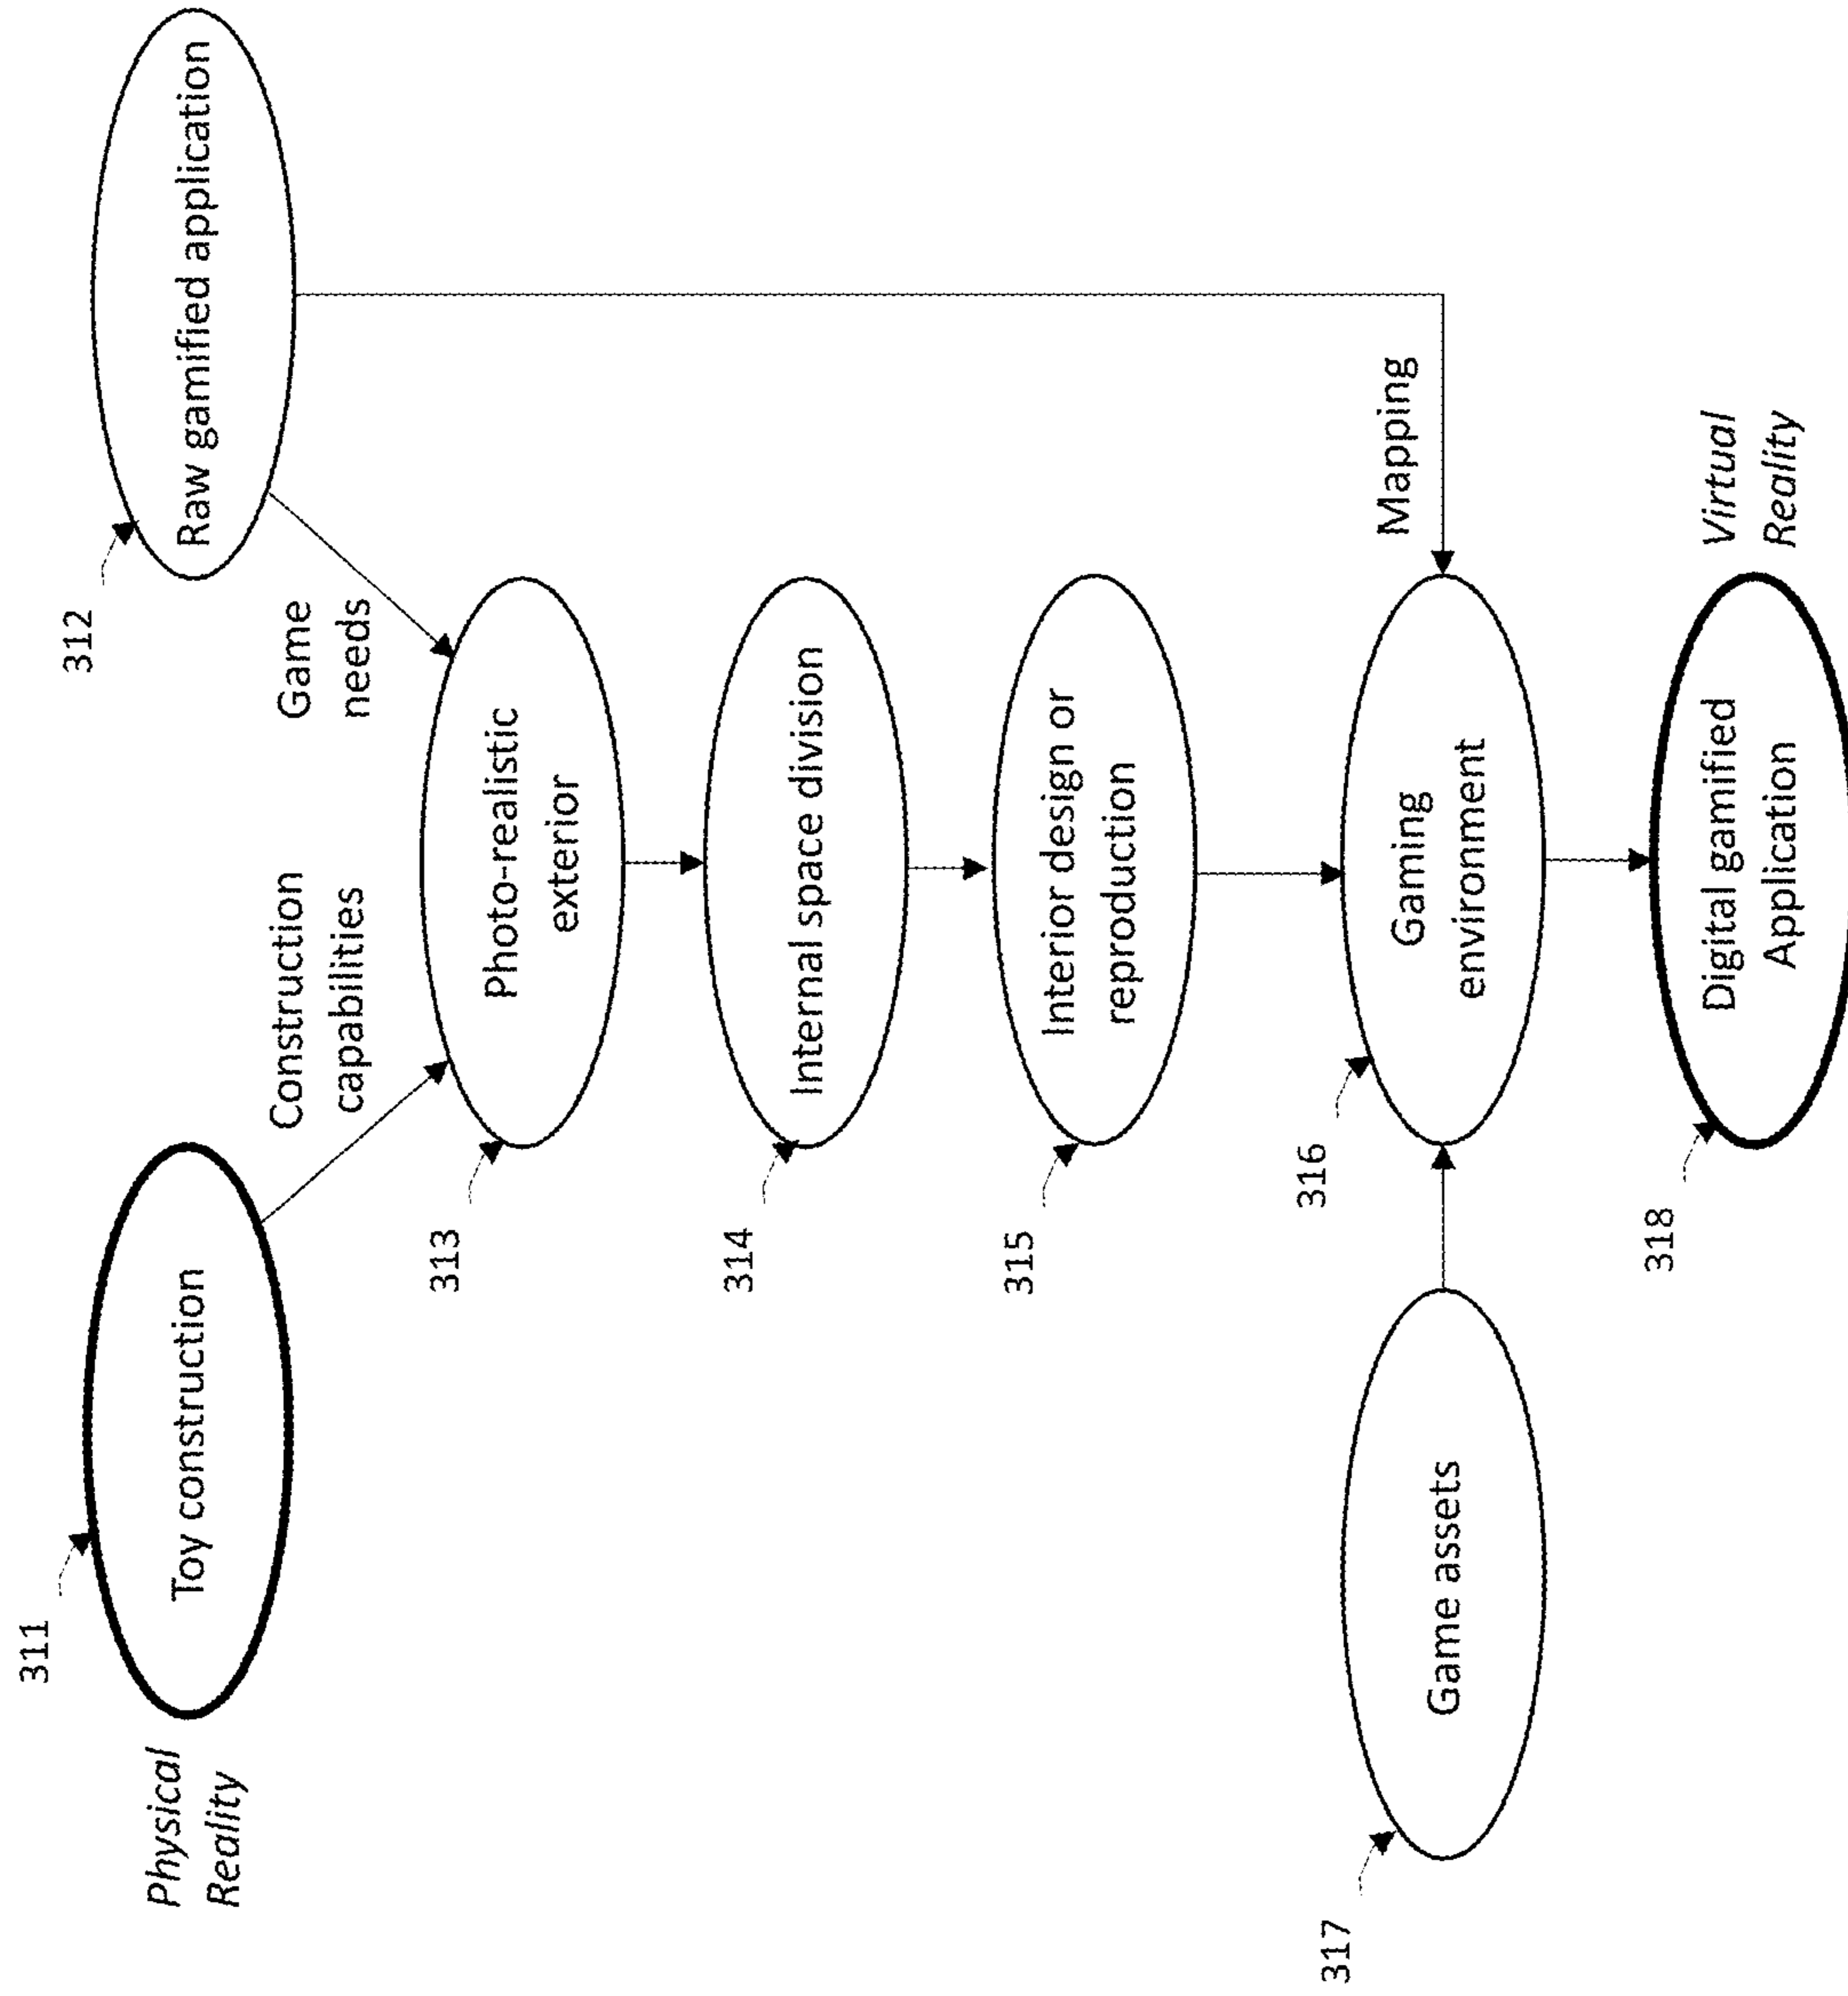 311
Physical
Reality
Toy construction
312
Raw gamified application
Construction
capabilities
Game
needs
313
Photo-realistic
exterior
314
Internal space division
315
Interior design or
reproduction
Mapping
316
Gaming
environment
317
Game assets
318
Digital gamified
Application
Virtual
Reality